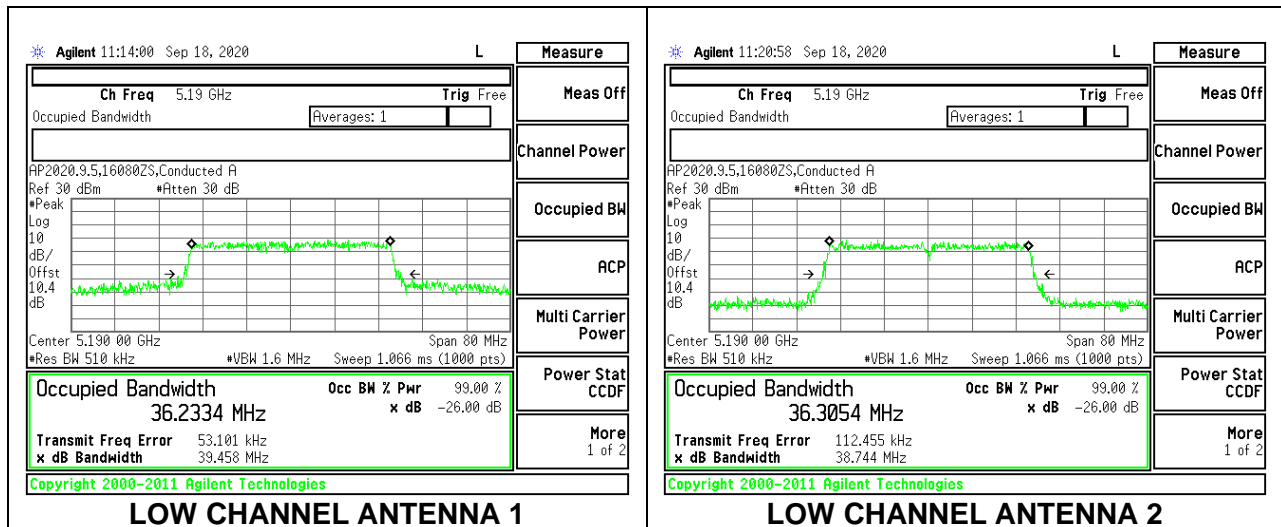 Agilent 11:14:00 Sep 18, 2020 L
Measure
Ch Freq 5.19 GHz Trig Free
Occupied Bandwidth Averages: 1
AP2020.9.5,16080ZS,Conducted A
Ref 30 dBm #Atten 30 dB
#Peak
Log
10
dB/
Offst
10.4
dB
Center 5.190 00 GHz Span 80 MHz
#Res BW 510 kHz #VBW 1.6 MHz Sweep 1.066 ms (1000 pts)
Occupied Bandwidth Occ BW % Pwr 99.00 %
36.2334 MHz x dB -26.00 dB
Transmit Freq Error 53.101 kHz
x dB Bandwidth 39.458 MHz
Copyright 2000-2011 Agilent Technologies
Meas Off
Channel Power
Occupied BW
ACP
Multi Carrier
Power
Power Stat
CCDF
More
1 of 2
LOW CHANNEL ANTENNA 1
Agilent 11:20:58 Sep 18, 2020 L
Measure
Ch Freq 5.19 GHz Trig Free
Occupied Bandwidth Averages: 1
AP2020.9.5,16080ZS,Conducted A
Ref 30 dBm #Atten 30 dB
#Peak
Log
10
dB/
Offst
10.4
dB
Center 5.190 00 GHz Span 80 MHz
#Res BW 510 kHz #VBW 1.6 MHz Sweep 1.066 ms (1000 pts)
Occupied Bandwidth Occ BW % Pwr 99.00 %
36.3054 MHz x dB -26.00 dB
Transmit Freq Error 112.455 kHz
x dB Bandwidth 38.744 MHz
Copyright 2000-2011 Agilent Technologies
Meas Off
Channel Power
Occupied BW
ACP
Multi Carrier
Power
Power Stat
CCDF
More
1 of 2
LOW CHANNEL ANTENNA 2